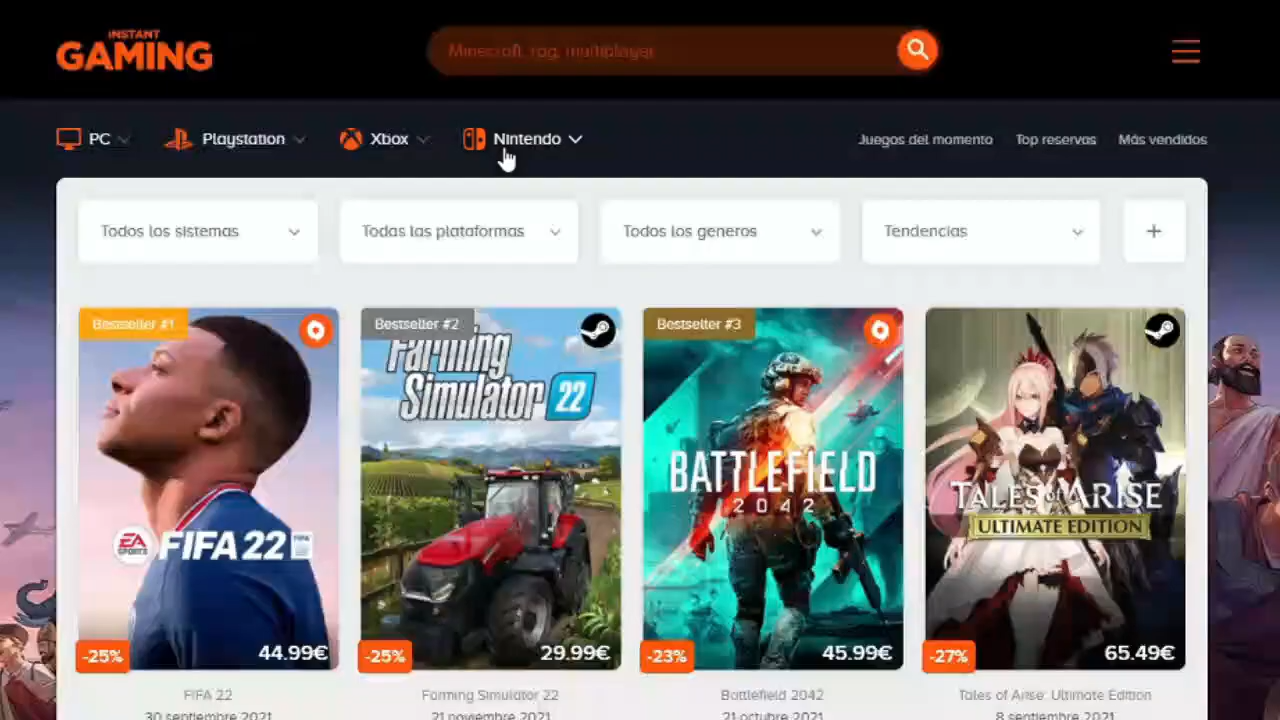 INSTANT
GAMING
Minecraft, rpg, multiplayer
PC
Playstation
Xbox
Nintendo
Juegos del momento
Top reservas
Más vendidos
Todos los sistemas
Todas las plataformas
Todos los generos
Tendencias
+
Bestseller #1
EA
SPORTS
FIFA 22
-25%
44.99€
Bestseller #2
Farming
Simulator 22
-25%
29.99€
Bestseller #3
BATTLEFIELD
2042
-23%
45.99€
TALES of ARISE
ULTIMATE EDITION
-27%
65.49€
FIFA 22
30 septiembre 2021
Farming Simulator 22
21 noviembre 2021
Battlefield 2042
21 octubre 2021
Tales of Arise: Ultimate Edition
8 septiembre 2021